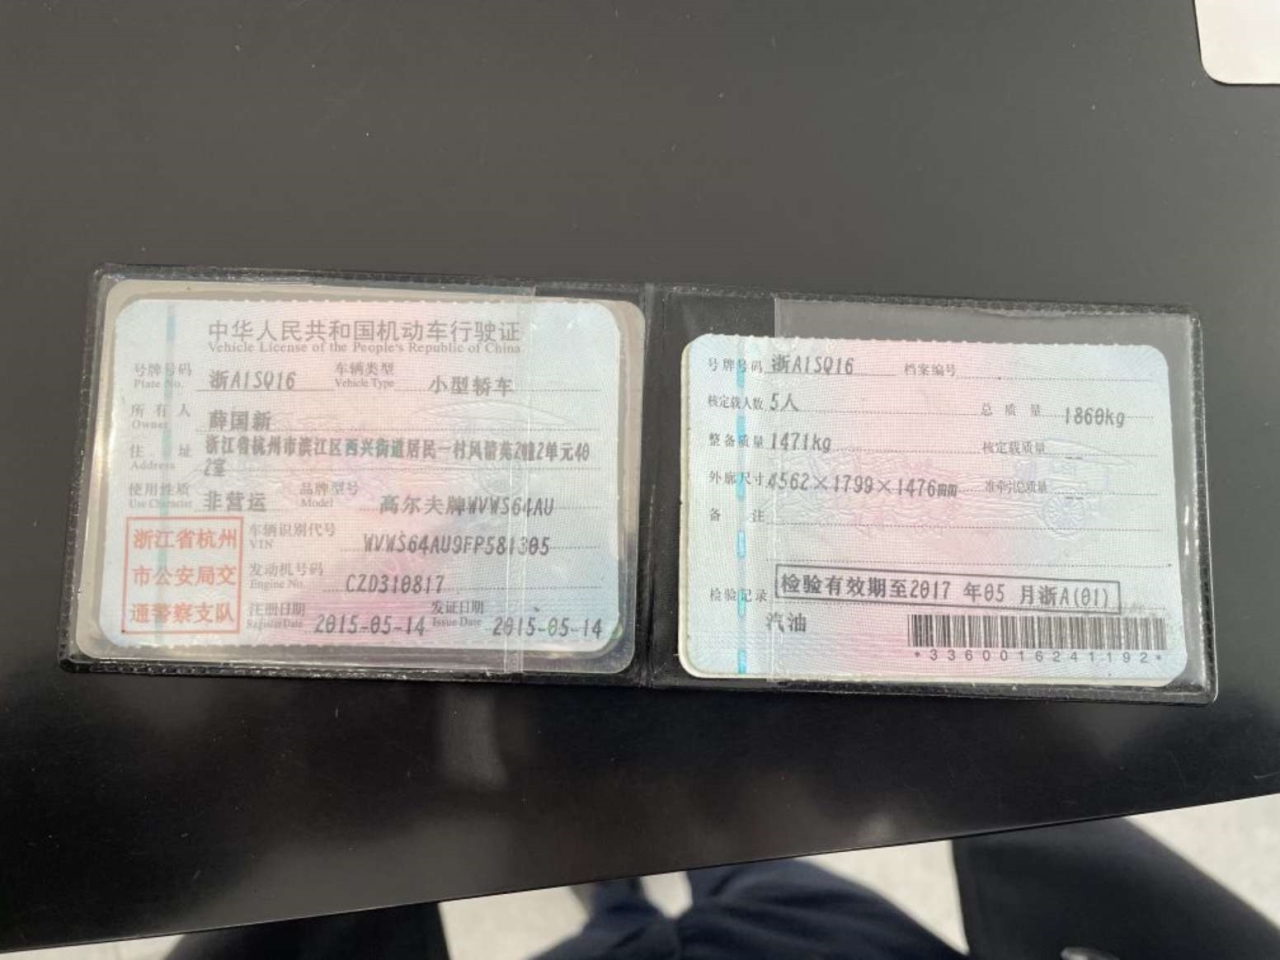 中华人民共和国机动车行驶证
Vehicle License of the People's Republic of China
号牌号码 浙A1SQ16 车辆类型 小型轿车
Plate No. Vehicle Type
所有人 薛国新
Owner
住址 浙江省杭州市滨江区西兴街道居民一村风箭苑2幢2单元40
Address 2室
使用性质 非营运 品牌型号 高尔夫牌WVWS64AU
Use Character Model
浙江省杭州
市公安局交
通警察支队
车辆识别代号 WVWS64AU9FP581305
VIN
发动机号码 CZD310817
Engine No.
注册日期 2015-05-14 发证日期 2015-05-14
Register Date Issue Date
号牌号码 浙A1SQ16 档案编号
核定载人数 5人 总质量 1860kg
整备质量 1471kg 核定载质量 --
外廓尺寸 4562×1799×1476mm 准牵引总质量 --
备注
检验记录 检验有效期至2017 年05 月浙A(01)
汽油
*3360016241192*